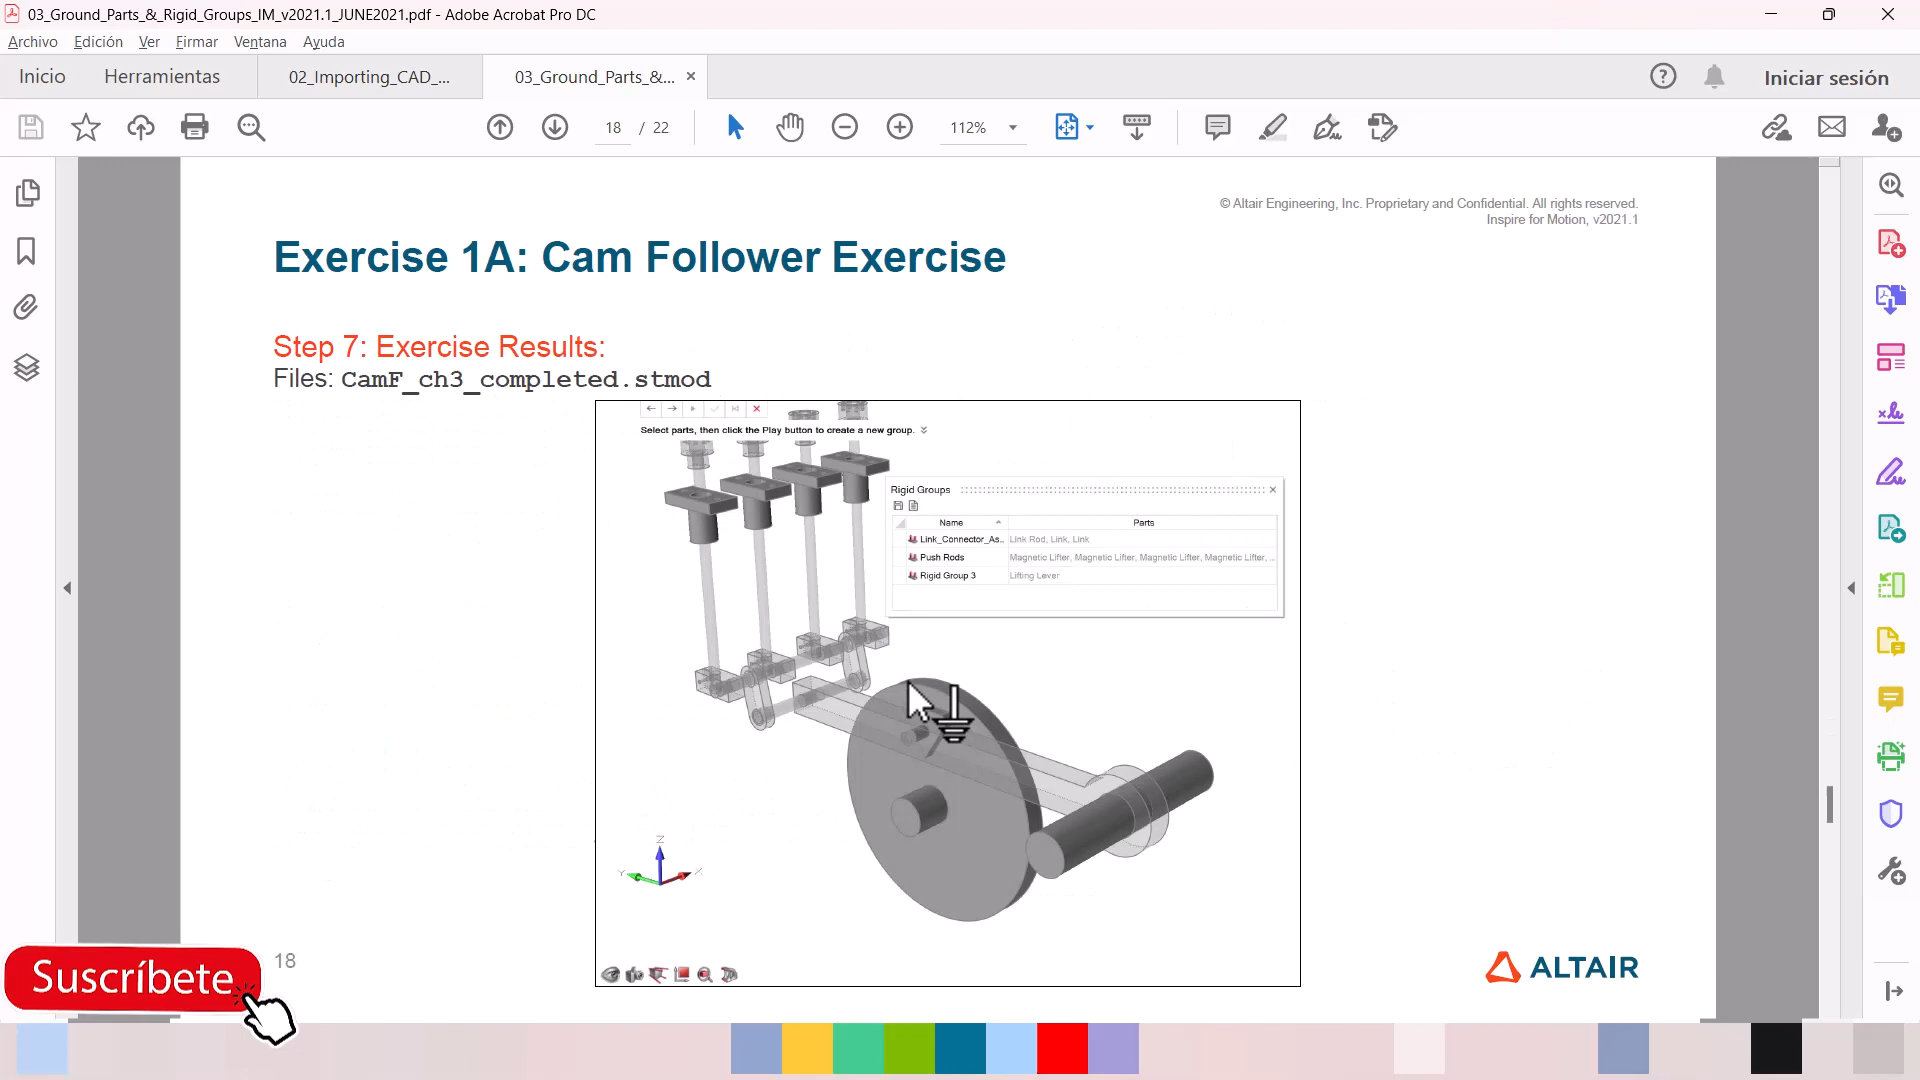 03_Ground_Parts_&_Rigid_Groups_IM_v2021.1_JUNE2021.pdf - Adobe Acrobat Pro DC
Archivo Edición Ver Firmar Ventana Ayuda
Inicio Herramientas 02_Importing_CAD_... 03_Ground_Parts_&... Iniciar sesión
18 / 22 112%
© Altair Engineering, Inc. Proprietary and Confidential. All rights reserved.
Inspire for Motion, v2021.1
Exercise 1A: Cam Follower Exercise
Step 7: Exercise Results:
Files: CamF_ch3_completed.stmod
Select parts, then click the Play button to create a new group.
Rigid Groups
Name Parts
Link_Connector_As... Link Rod, Link, Link
Push Rods Magnetic Lifter, Magnetic Lifter, Magnetic Lifter, Magnetic Lifter, ...
Rigid Group 3 Lifting Lever
Z
Y X
18
ALTAIR
Suscríbete